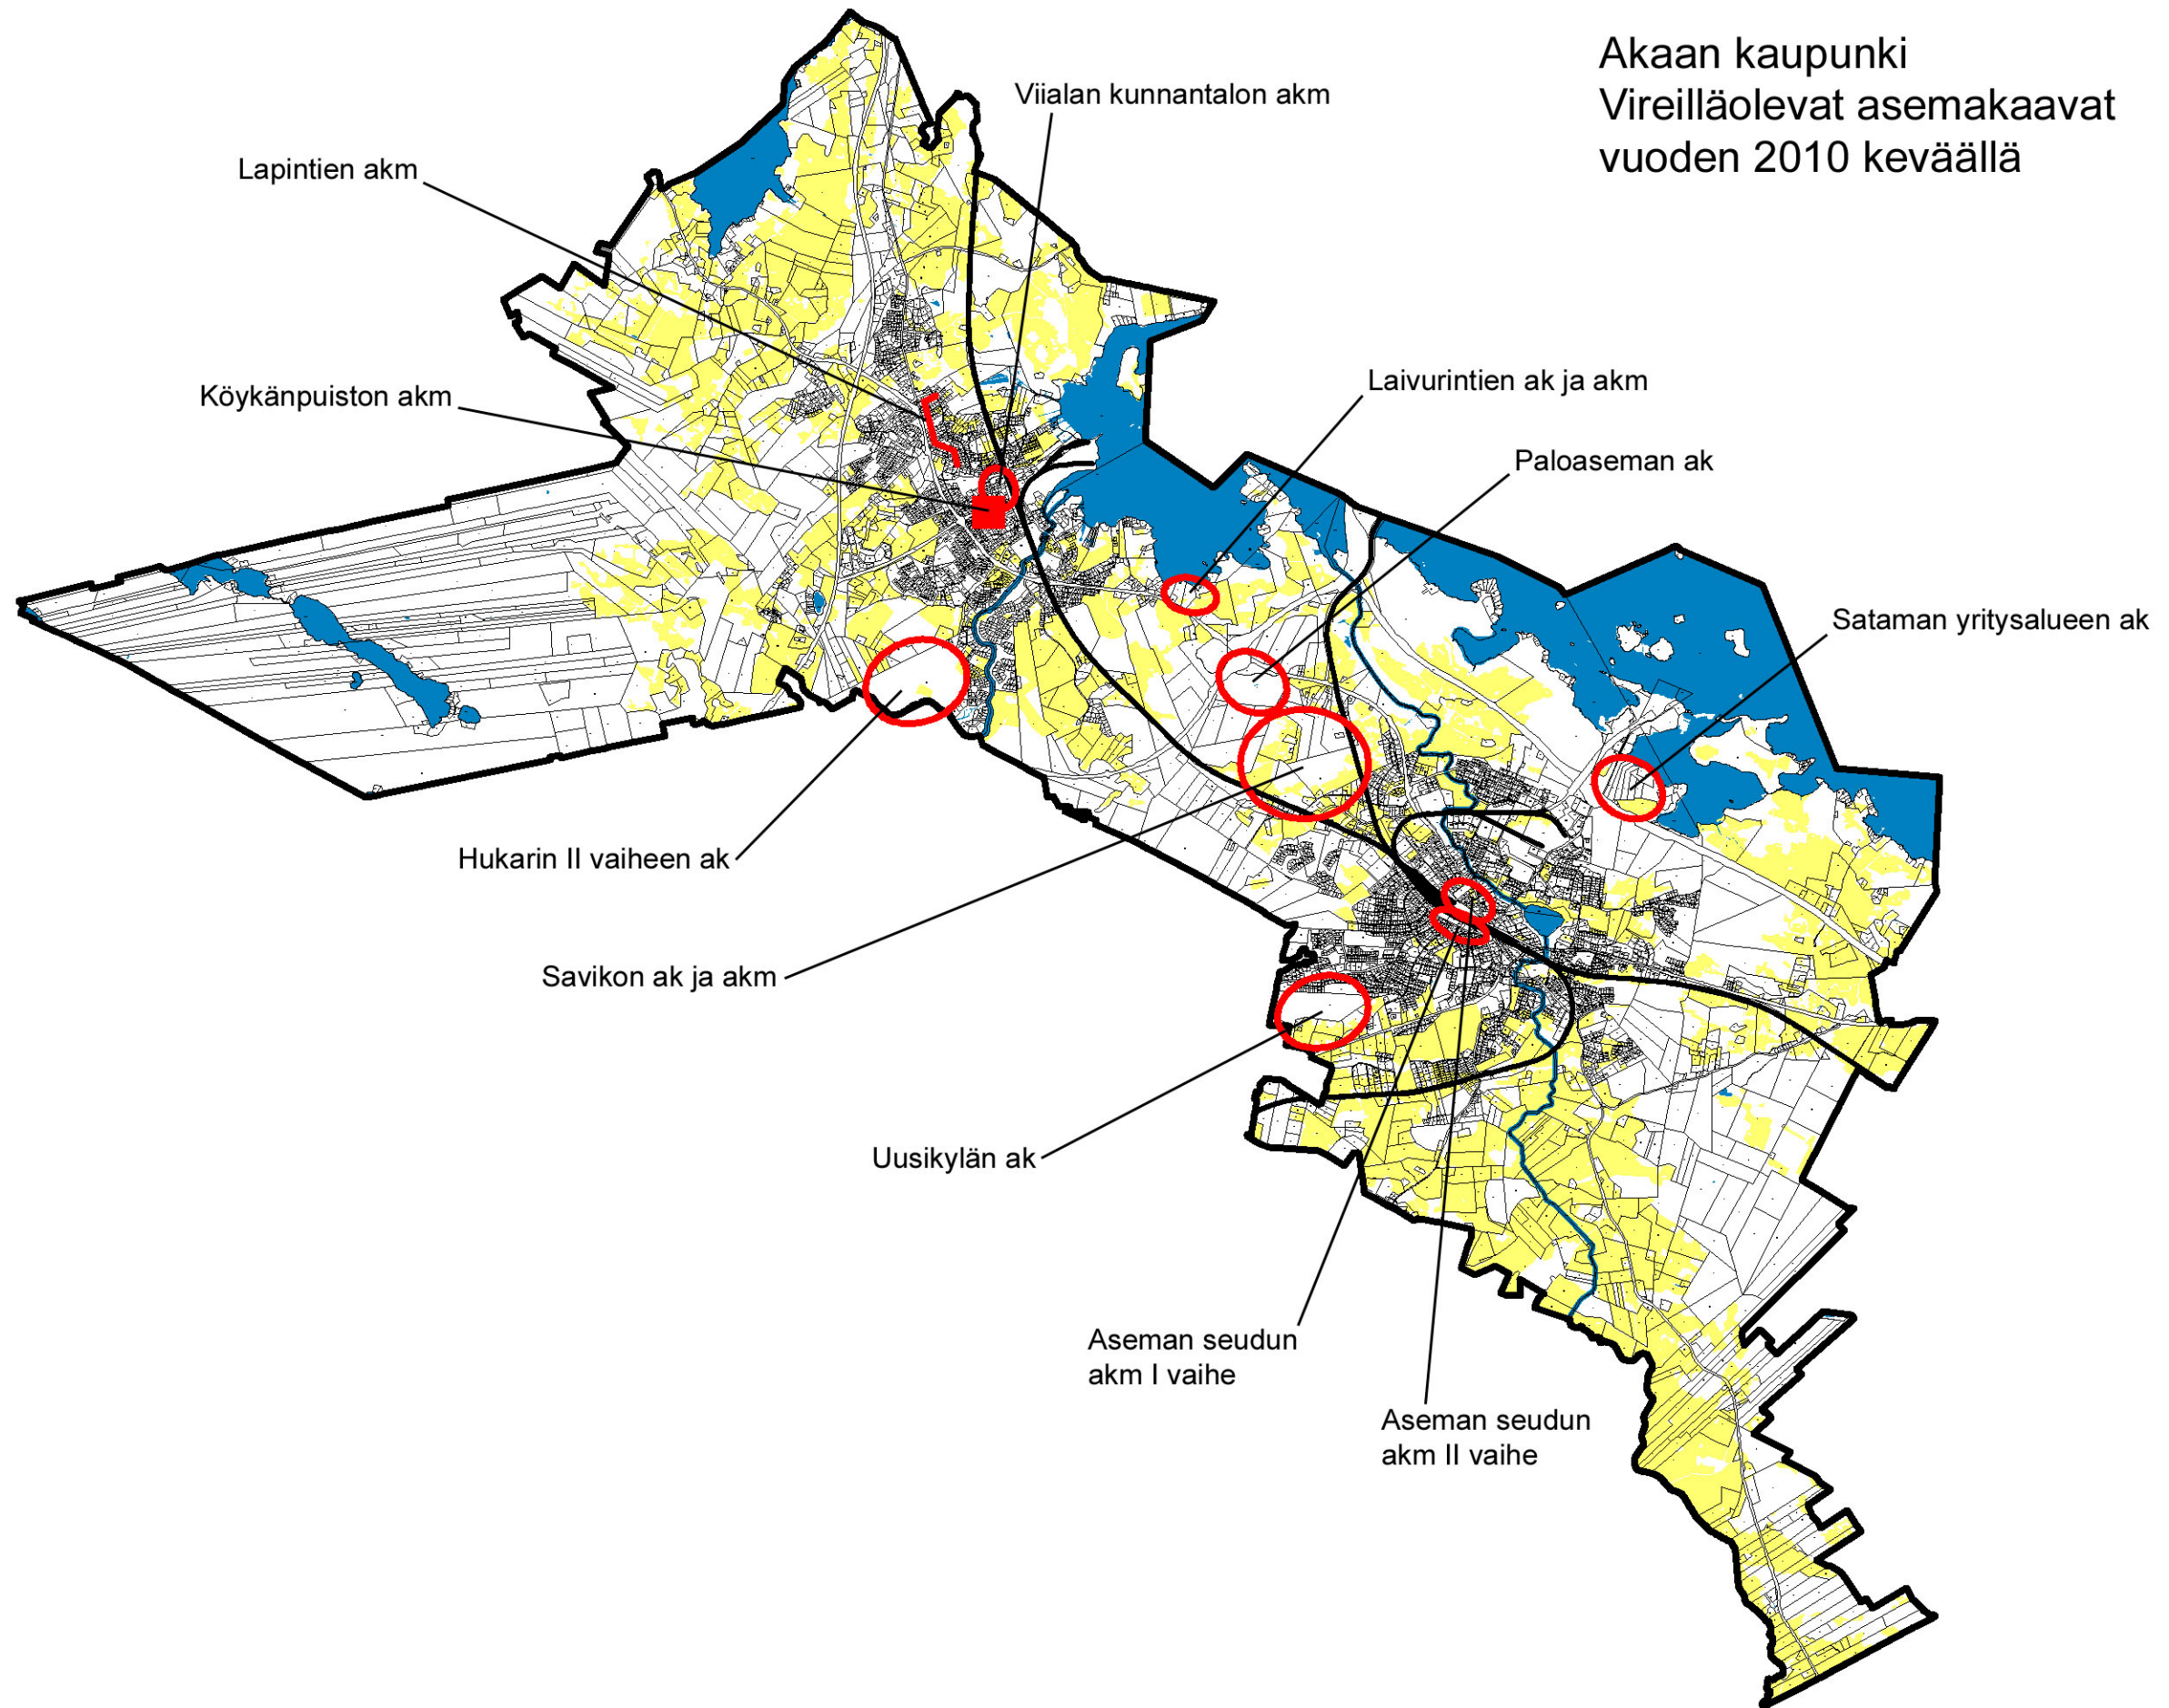 Akaan kaupunki
Vireilläolevat asemakaavat
vuoden 2010 keväällä
Viialan kunnantalon akm
Lapintien akm
Köykänpuiston akm
Laivurintien ak ja akm
Paloaseman ak
Sataman yritysalueen ak
Hukarin II vaiheen ak
Savikon ak ja akm
Uusikylän ak
Aseman seudun
akm I vaihe
Aseman seudun
akm II vaihe